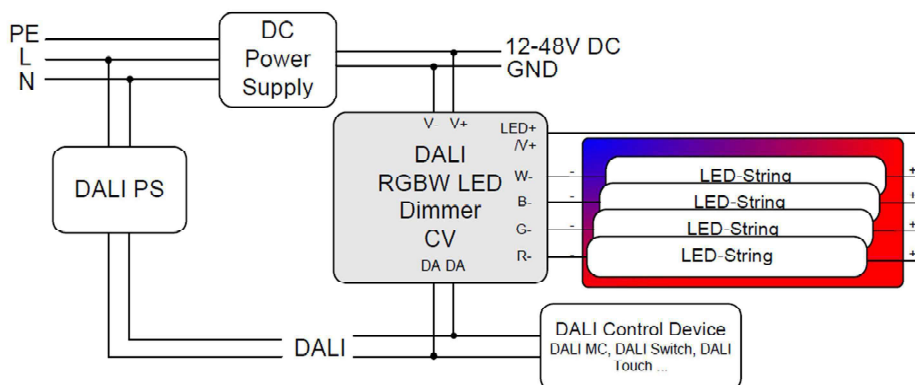 PE
L
N
DC
Power
Supply
12-48V DC
GND
V V+
LED+
/V+
DALI
RGBW LED
Dimmer
CV
W-
B-
G-
R-
DA DA
- LED-String +
- LED-String +
- LED-String +
- LED-String +
DALI PS
DALI
DALI Control Device
DALI MC, DALI Switch, DALI
Touch ...